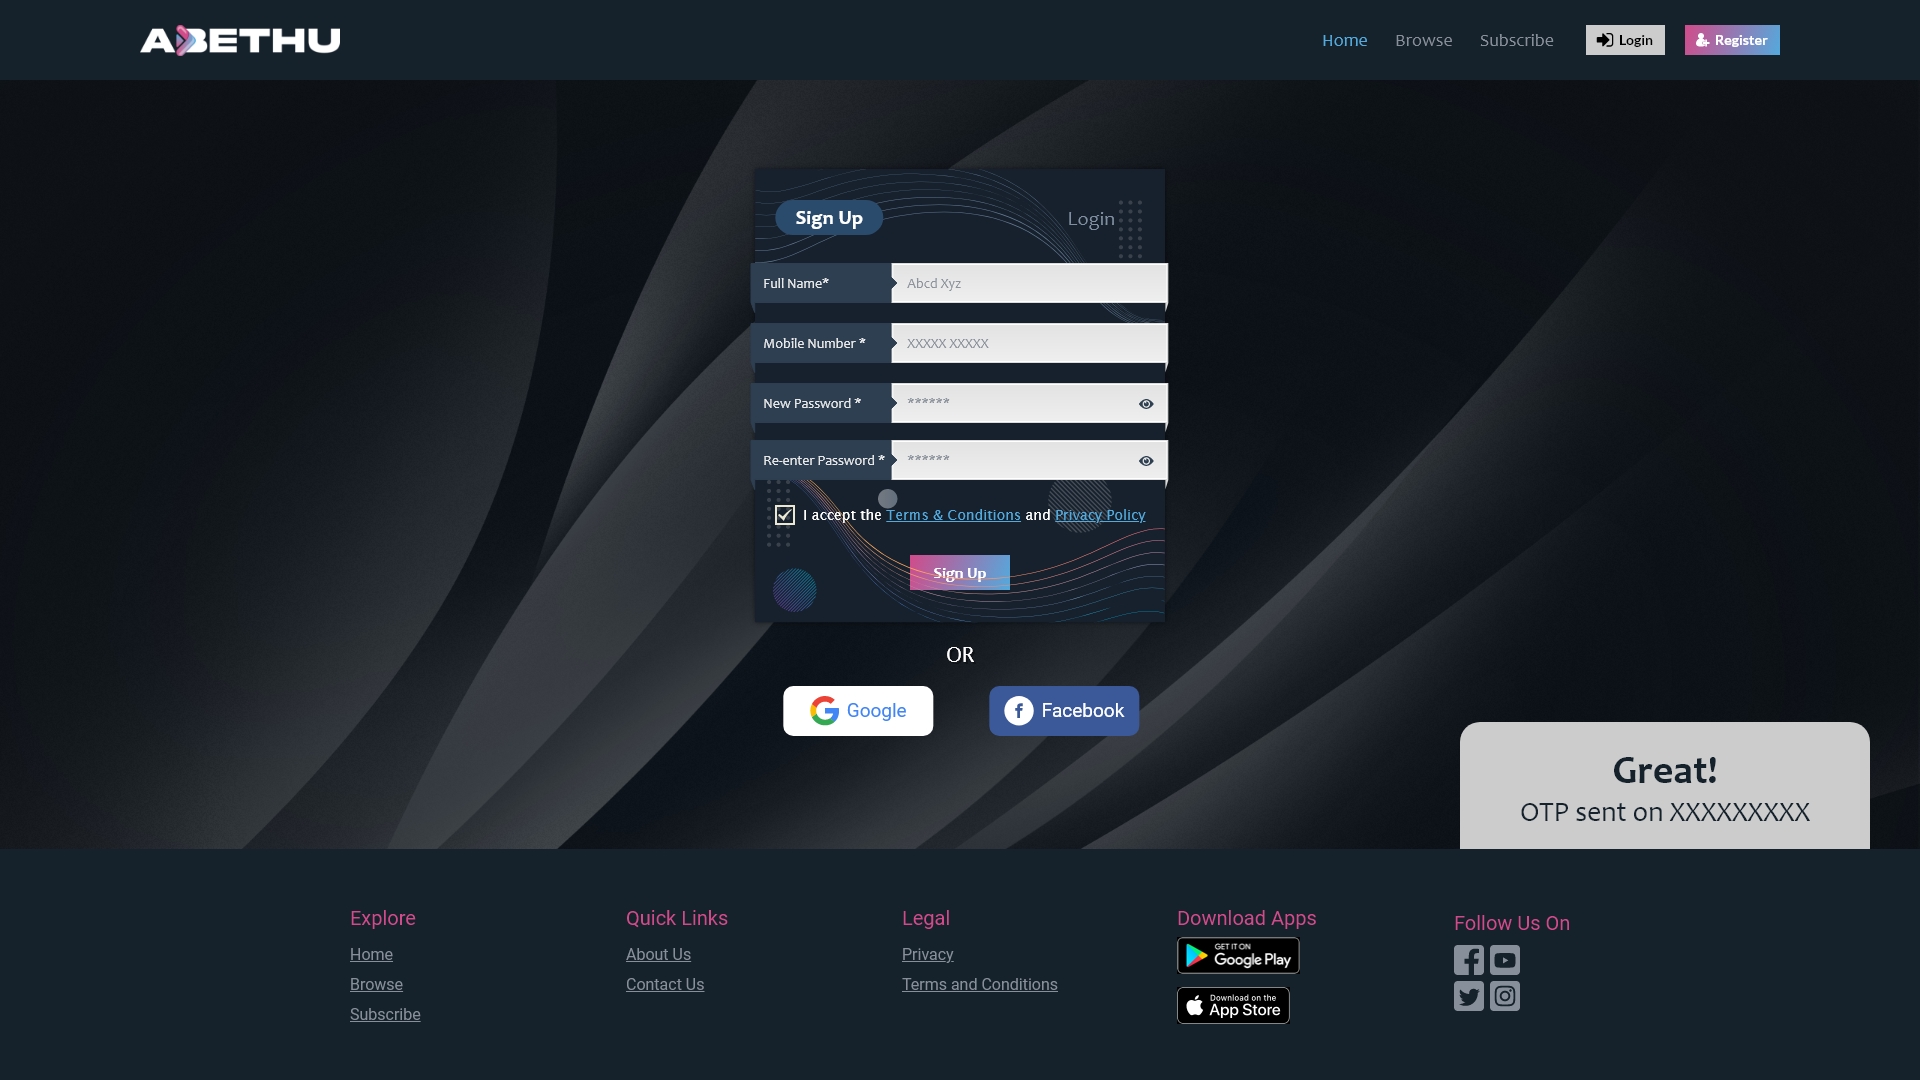 ABETHU
Home Browse Subscribe Login Register
Sign Up Login
Full Name* Abcd Xyz
Mobile Number * XXXXX XXXXX
New Password * ******
Re-enter Password * ******
I accept the Terms & Conditions and Privacy Policy
Sign Up
OR
Google Facebook
Great!
OTP sent on XXXXXXXXX
Explore
Home
Browse
Subscribe
Quick Links
About Us
Contact Us
Legal
Privacy
Terms and Conditions
Download Apps
GET IT ON
Google Play
Download on the
App Store
Follow Us On